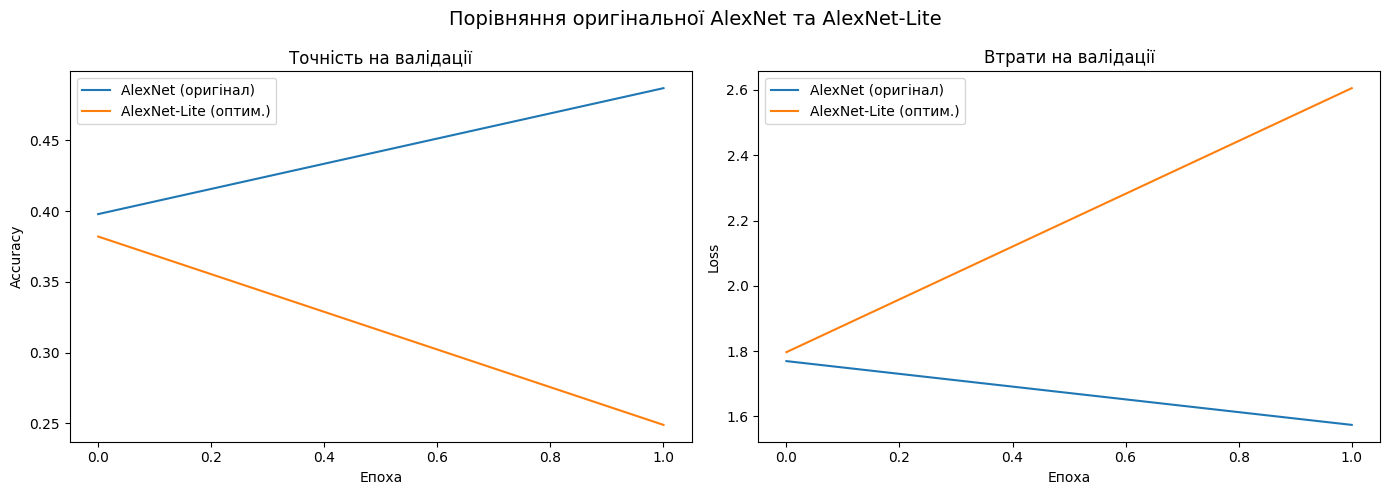 Порівняння оригінальної AlexNet та AlexNet-Lite
Точність на валідації
AlexNet (оригінал)
AlexNet-Lite (оптим.)
Accuracy
0.45
0.40
0.35
0.30
0.25
0.0 0.2 0.4 0.6 0.8 1.0
Епоха
Втрати на валідації
AlexNet (оригінал)
AlexNet-Lite (оптим.)
Loss
2.6
2.4
2.2
2.0
1.8
1.6
0.0 0.2 0.4 0.6 0.8 1.0
Епоха